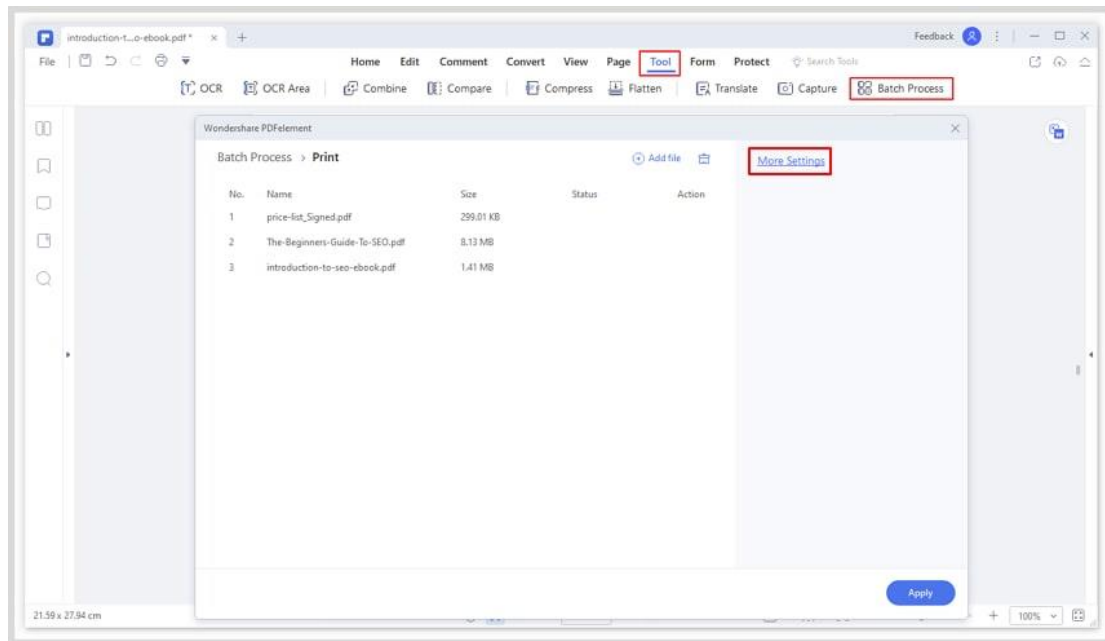 introduction-t...o-ebook.pdf * × + Feedback
File Home Edit Comment Convert View Page Tool Form Protect Search Tools
OCR OCR Area Combine Compare Compress Flatten Translate Capture Batch Process
Wondershare PDFelement
Batch Process > Print Add file More Settings
No. Name Size Status Action
1 price-list_Signed.pdf 299.01 KB
2 The-Beginners-Guide-To-SEO.pdf 8.13 MB
3 introduction-to-seo-ebook.pdf 1.41 MB
Apply
21.59 x 27.94 cm 100%